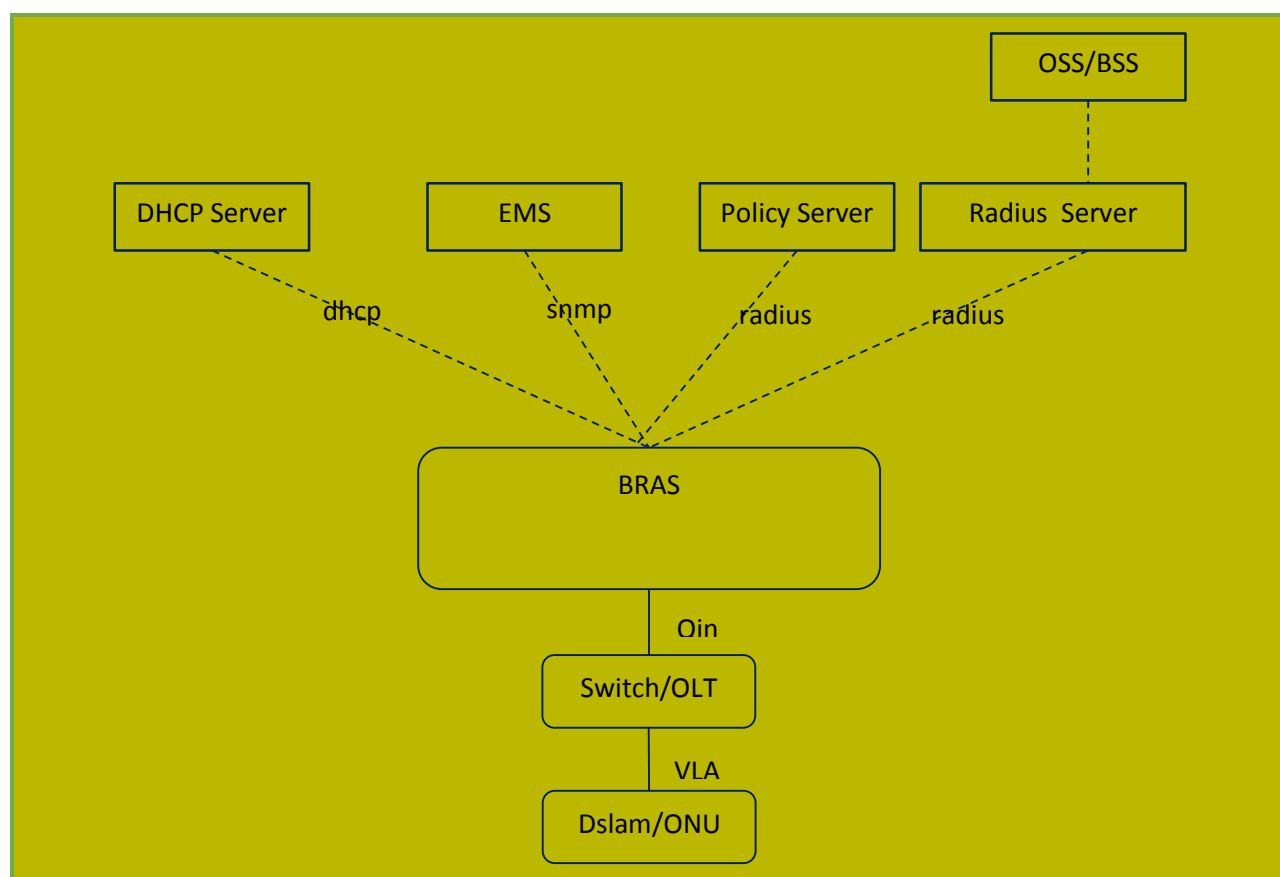 OSS/BSS
DHCP Server
EMS
Policy Server
Radius Server
dhcp
snmp
radius
radius
BRAS
Qin
Switch/OLT
VLA
Dslam/ONU